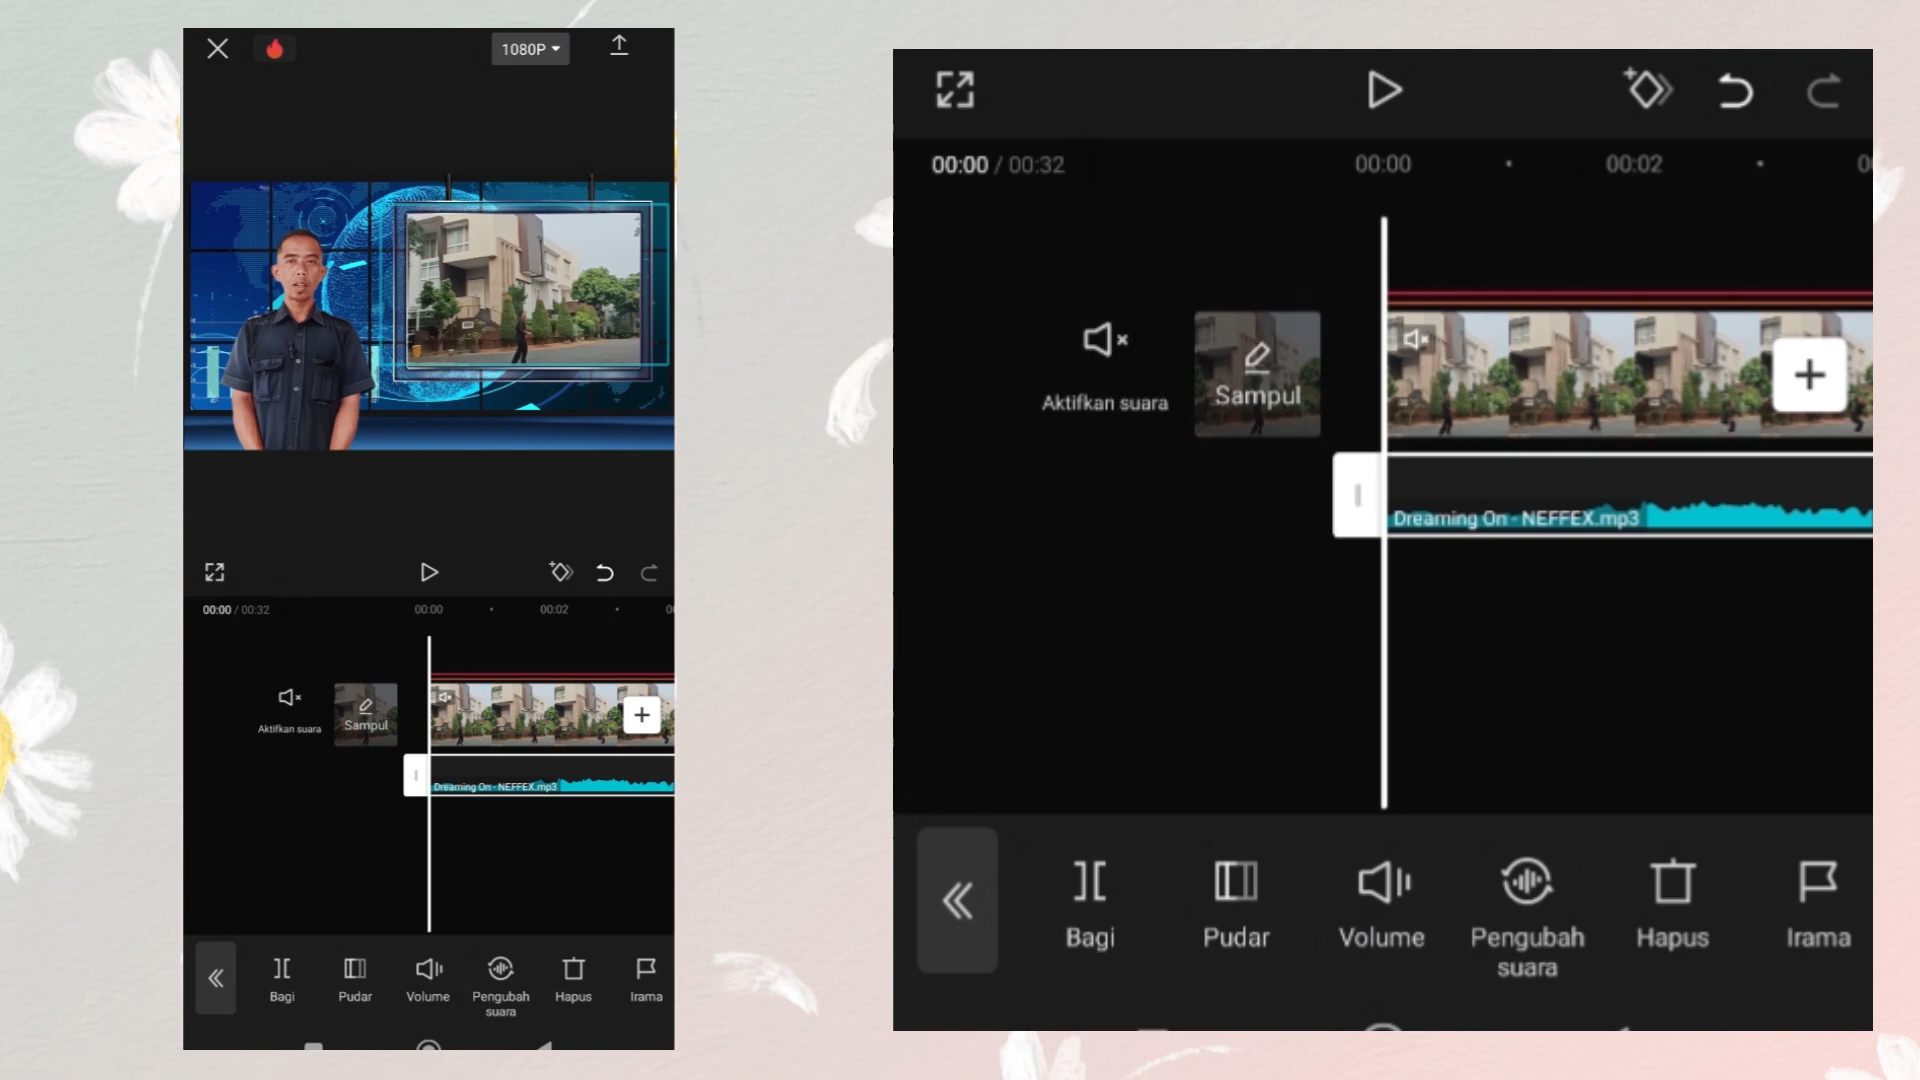 1080P
00:00 / 00:32
00:00
00:02
Aktifkan suara
Sampul
Dreaming On - NEFFEX.mp3
Bagi
Pudar
Volume
Pengubah
suara
Hapus
Irama
00:00 / 00:32
00:00
00:02
Aktifkan suara
Sampul
Dreaming On - NEFFEX.mp3
Bagi
Pudar
Volume
Pengubah
suara
Hapus
Irama